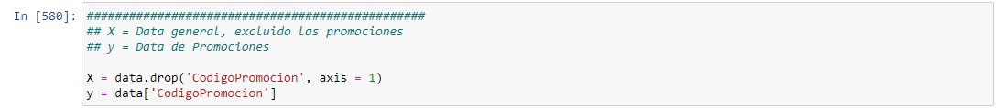 In [580]: ################################################
## X = Data general, excluido las promociones
## y = Data de Promociones
X = data.drop('CodigoPromocion', axis = 1)
y = data['CodigoPromocion']